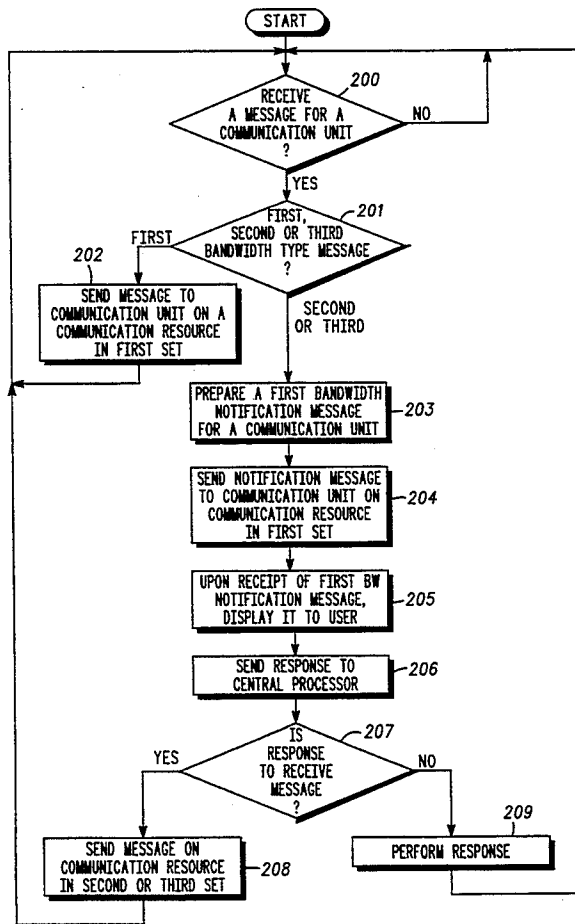 START
200
RECEIVE
A MESSAGE FOR A
COMMUNICATION UNIT
?
NO
YES
201
FIRST,
SECOND OR THIRD
BANDWIDTH TYPE MESSAGE
?
FIRST
202
SEND MESSAGE TO
COMMUNICATION UNIT ON A
COMMUNICATION RESOURCE
IN FIRST SET
SECOND
OR THIRD
PREPARE A FIRST BANDWIDTH
NOTIFICATION MESSAGE
FOR A COMMUNICATION UNIT
203
SEND NOTIFICATION MESSAGE
TO COMMUNICATION UNIT ON
COMMUNICATION RESOURCE
IN FIRST SET
204
UPON RECEIPT OF FIRST BW
NOTIFICATION MESSAGE,
DISPLAY IT TO USER
205
SEND RESPONSE TO
CENTRAL PROCESSOR
206
207
IS
RESPONSE
TO RECEIVE
MESSAGE
?
YES
NO
SEND MESSAGE ON
COMMUNICATION RESOURCE
IN SECOND OR THIRD SET
208
209
PERFORM RESPONSE